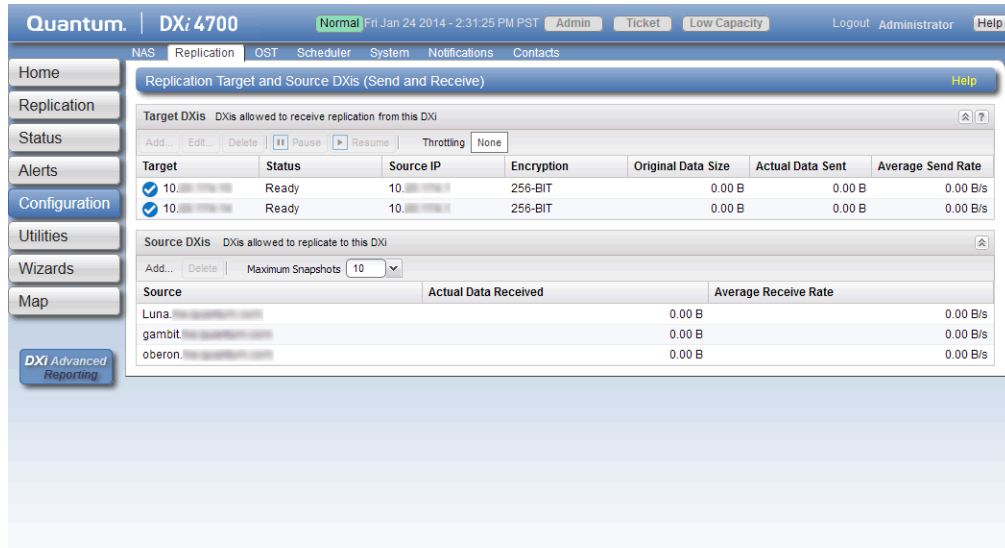 Quantum. DXi 4700 Normal Fri Jan 24 2014 - 2:31:25 PM PST Admin Ticket Low Capacity Logout Administrator Help
NAS Replication OST Scheduler System Notifications Contacts
Home
Replication
Status
Alerts
Configuration
Utilities
Wizards
Map
DXi Advanced
Reporting
Replication Target and Source DXis (Send and Receive) Help
Target DXis DXis allowed to receive replication from this DXi ?
Add... Edit... Delete Pause Resume Throttling None
Target Status Source IP Encryption Original Data Size Actual Data Sent Average Send Rate
10. Ready 10. 256-BIT 0.00 B 0.00 B 0.00 B/s
10. Ready 10. 256-BIT 0.00 B 0.00 B 0.00 B/s
Source DXis DXis allowed to replicate to this DXi
Add... Delete Maximum Snapshots 10
Source Actual Data Received Average Receive Rate
Luna. 0.00 B 0.00 B/s
gambit. 0.00 B 0.00 B/s
oberon. 0.00 B 0.00 B/s